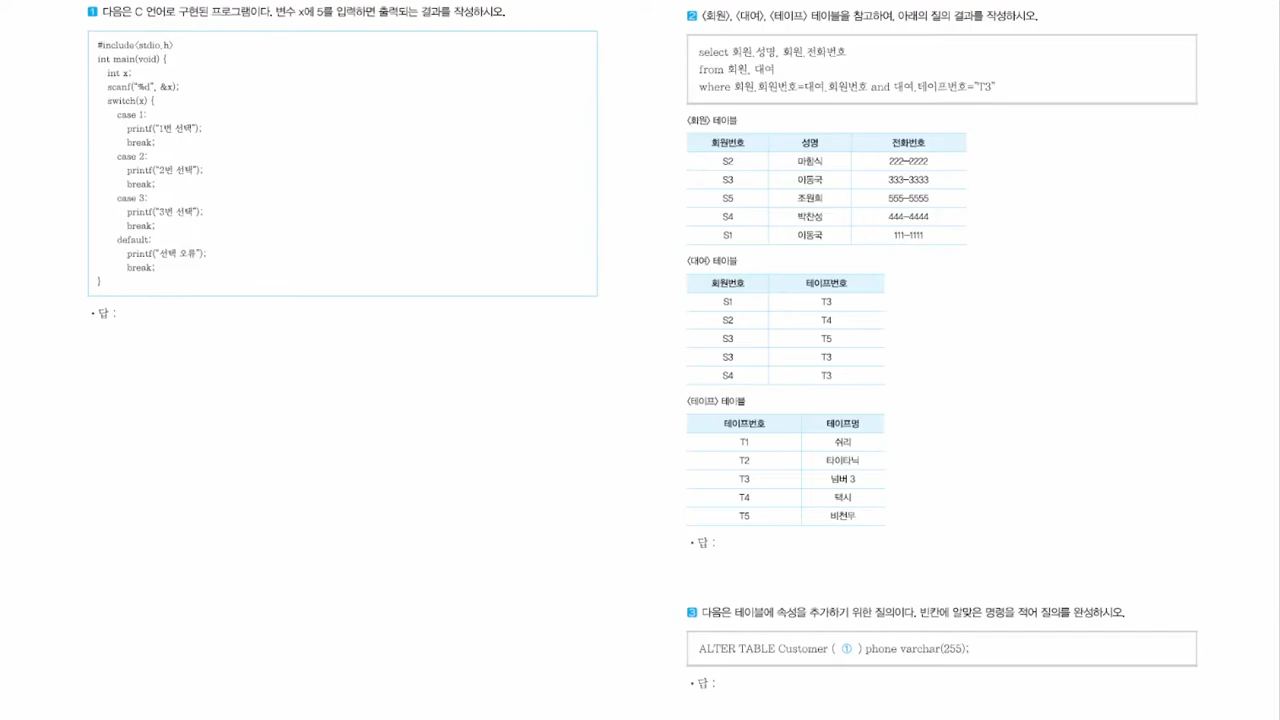 1 다음은 C 언어로 구현된 프로그램이다. 변수 x에 5를 입력하면 출력되는 결과를 작성하시오.
#include<stdio.h>
int main(void) {
int x;
scanf("%d", &x);
switch(x) {
case 1:
printf("1번 선택");
break;
case 2:
printf("2번 선택");
break;
case 3:
printf("3번 선택");
break;
default:
printf("선택 오류");
break;
}
• 답 :
2 <회원>, <대여>, <테이프> 테이블을 참고하여, 아래의 질의 결과를 작성하시오.
select 회원.성명, 회원.전화번호
from 회원, 대여
where 회원.회원번호=대여.회원번호 and 대여.테이프번호="T3"
<회원> 테이블
회원번호 성명 전화번호
S2 마함식 222-2222
S3 이동국 333-3333
S5 조원희 555-5555
S4 박찬성 444-4444
S1 이동국 111-1111
<대여> 테이블
회원번호 테이프번호
S1 T3
S2 T4
S3 T5
S3 T3
S4 T3
<테이프> 테이블
테이프번호 테이프명
T1 쉬리
T2 타이타닉
T3 넘버 3
T4 택시
T5 비천무
• 답 :
3 다음은 테이블에 속성을 추가하기 위한 질의이다. 빈칸에 알맞은 명령을 적어 질의를 완성하시오.
ALTER TABLE Customer ( ① ) phone varchar(255);
• 답 :